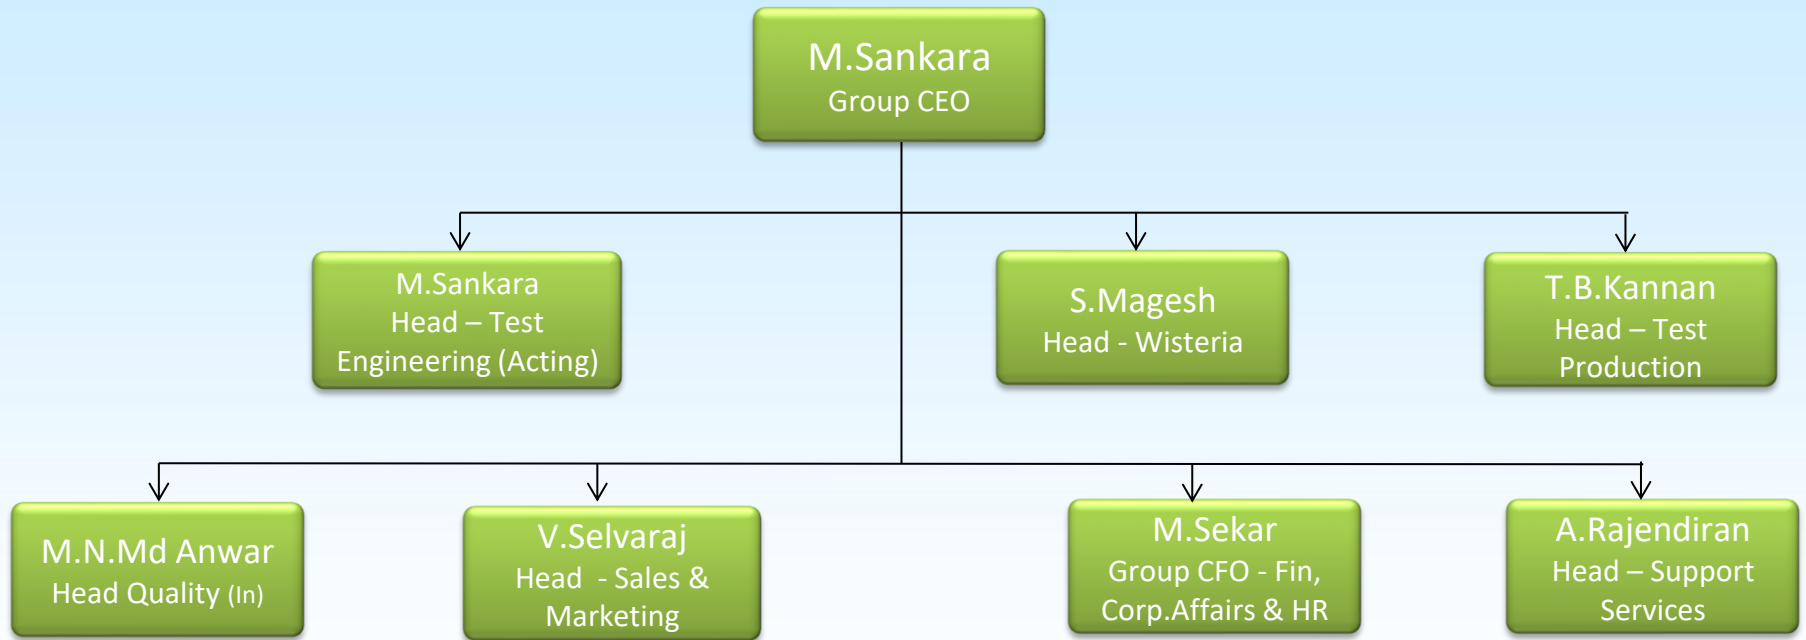 M.Sankara
Group CEO
M.Sankara
Head – Test
Engineering (Acting)
S.Magesh
Head - Wisteria
T.B.Kannan
Head – Test
Production
M.N.Md Anwar
Head Quality (In)
V.Selvaraj
Head - Sales &
Marketing
M.Sekar
Group CFO - Fin,
Corp.Affairs & HR
A.Rajendiran
Head – Support
Services